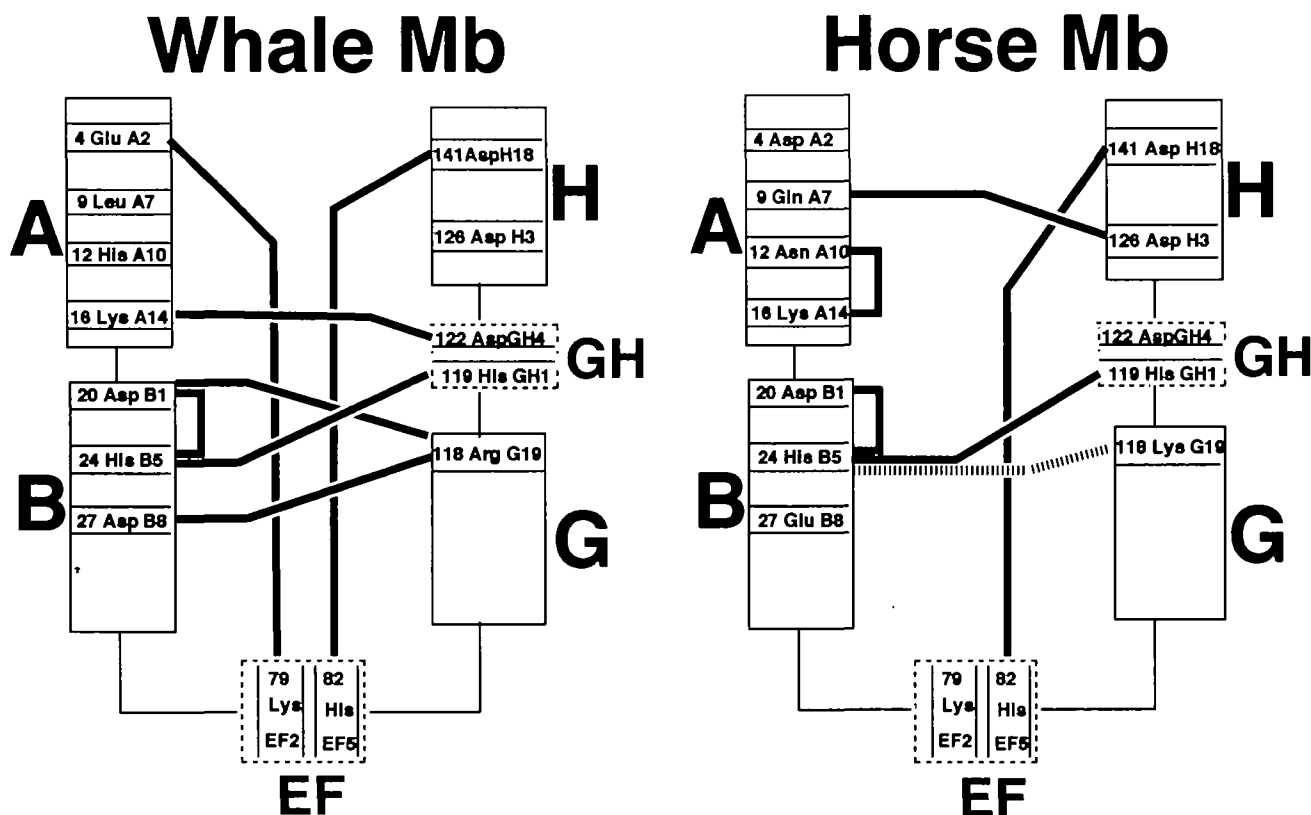 Whale Mb
A
4 Glu A2
9 Leu A7
12 His A10
16 Lys A14
B
20 Asp B1
24 His B5
27 Asp B8
H
141AspH18
126 Asp H3
GH
122 AspGH4
119 His GH1
G
118 Arg G19
79
Lys
EF2
82
His
EF5
EF
Horse Mb
A
4 Asp A2
9 Gln A7
12 Asn A10
16 Lys A14
B
20 Asp B1
24 His B5
27 Glu B8
H
141 Asp H18
126 Asp H3
GH
122 AspGH4
119 His GH1
G
118 Lys G19
79
Lys
EF2
82
His
EF5
EF